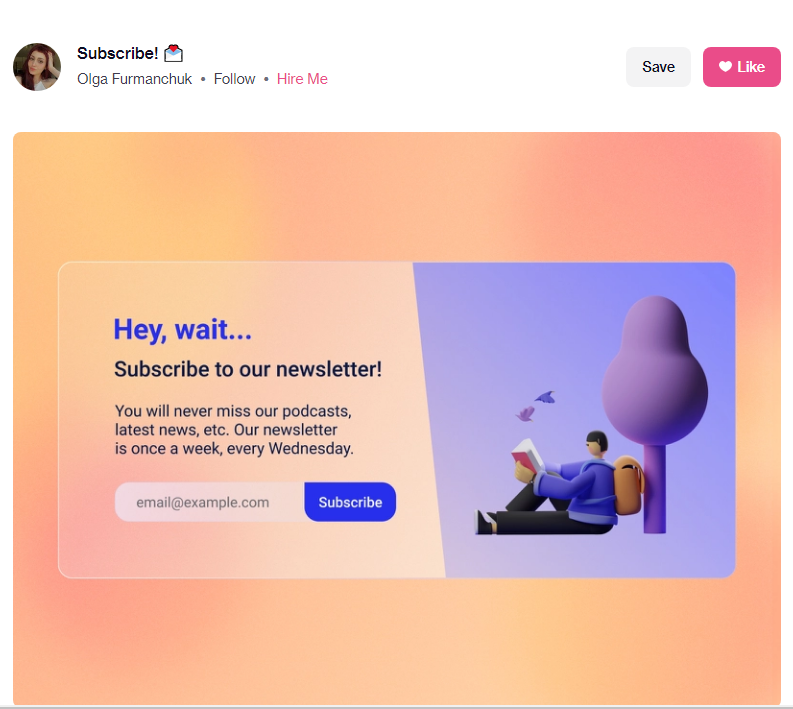 Subscribe! 💌
Olga Furmanchuk • Follow • Hire Me
Save
Like
Hey, wait...
Subscribe to our newsletter!
You will never miss our podcasts,
latest news, etc. Our newsletter
is once a week, every Wednesday.
email@example.com
Subscribe